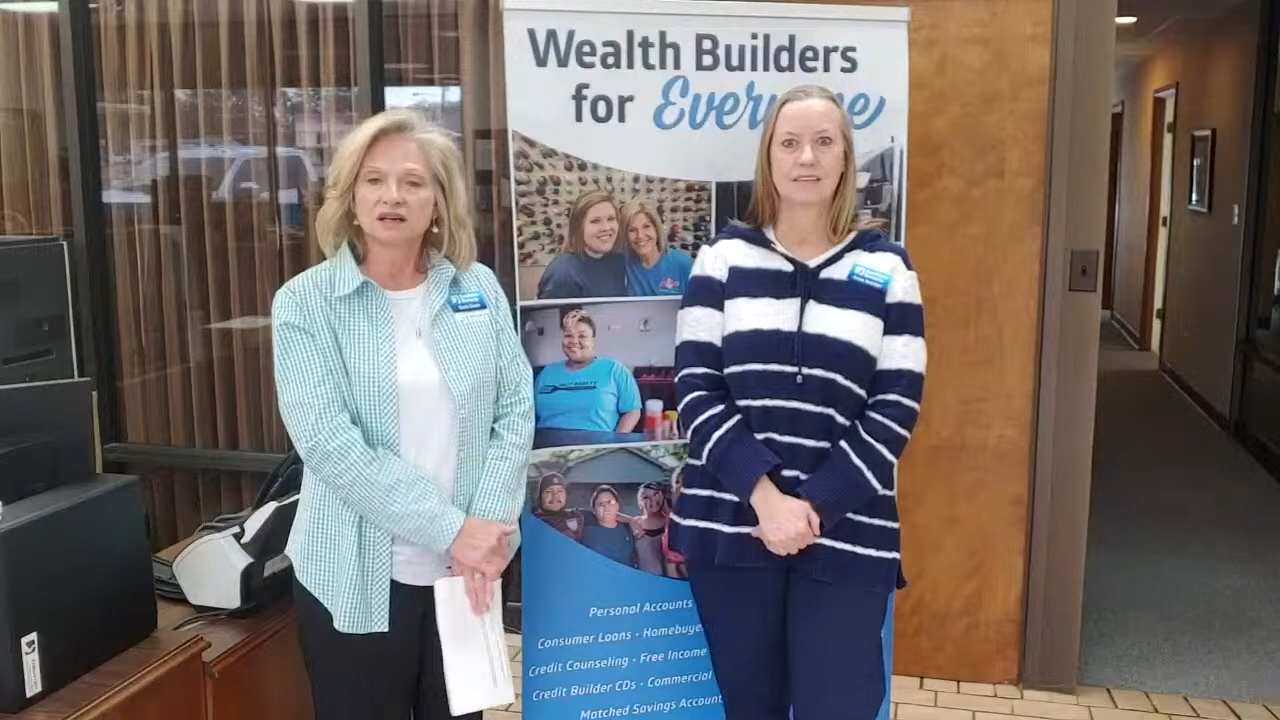 Wealth Builders
for Everyone
Personal Accounts
Consumer Loans - Homebuye
Credit Counseling - Free Income
Credit Builder CDs - Commercial
Matched Savings Account